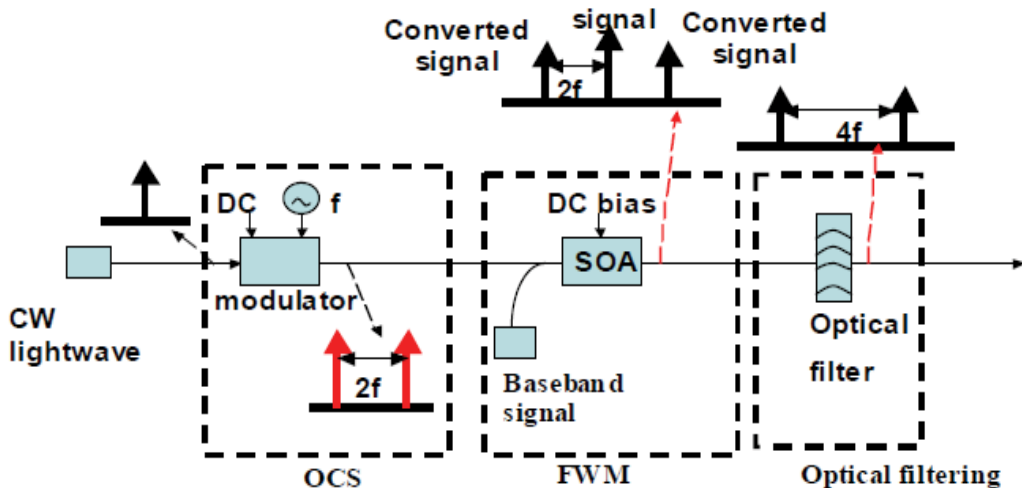 signal
Converted
signal
Converted
signal
2f
4f
DC
f
DC bias
SOA
modulator
CW
lightwave
2f
Baseband
signal
Optical
filter
OCS
FWM
Optical filtering